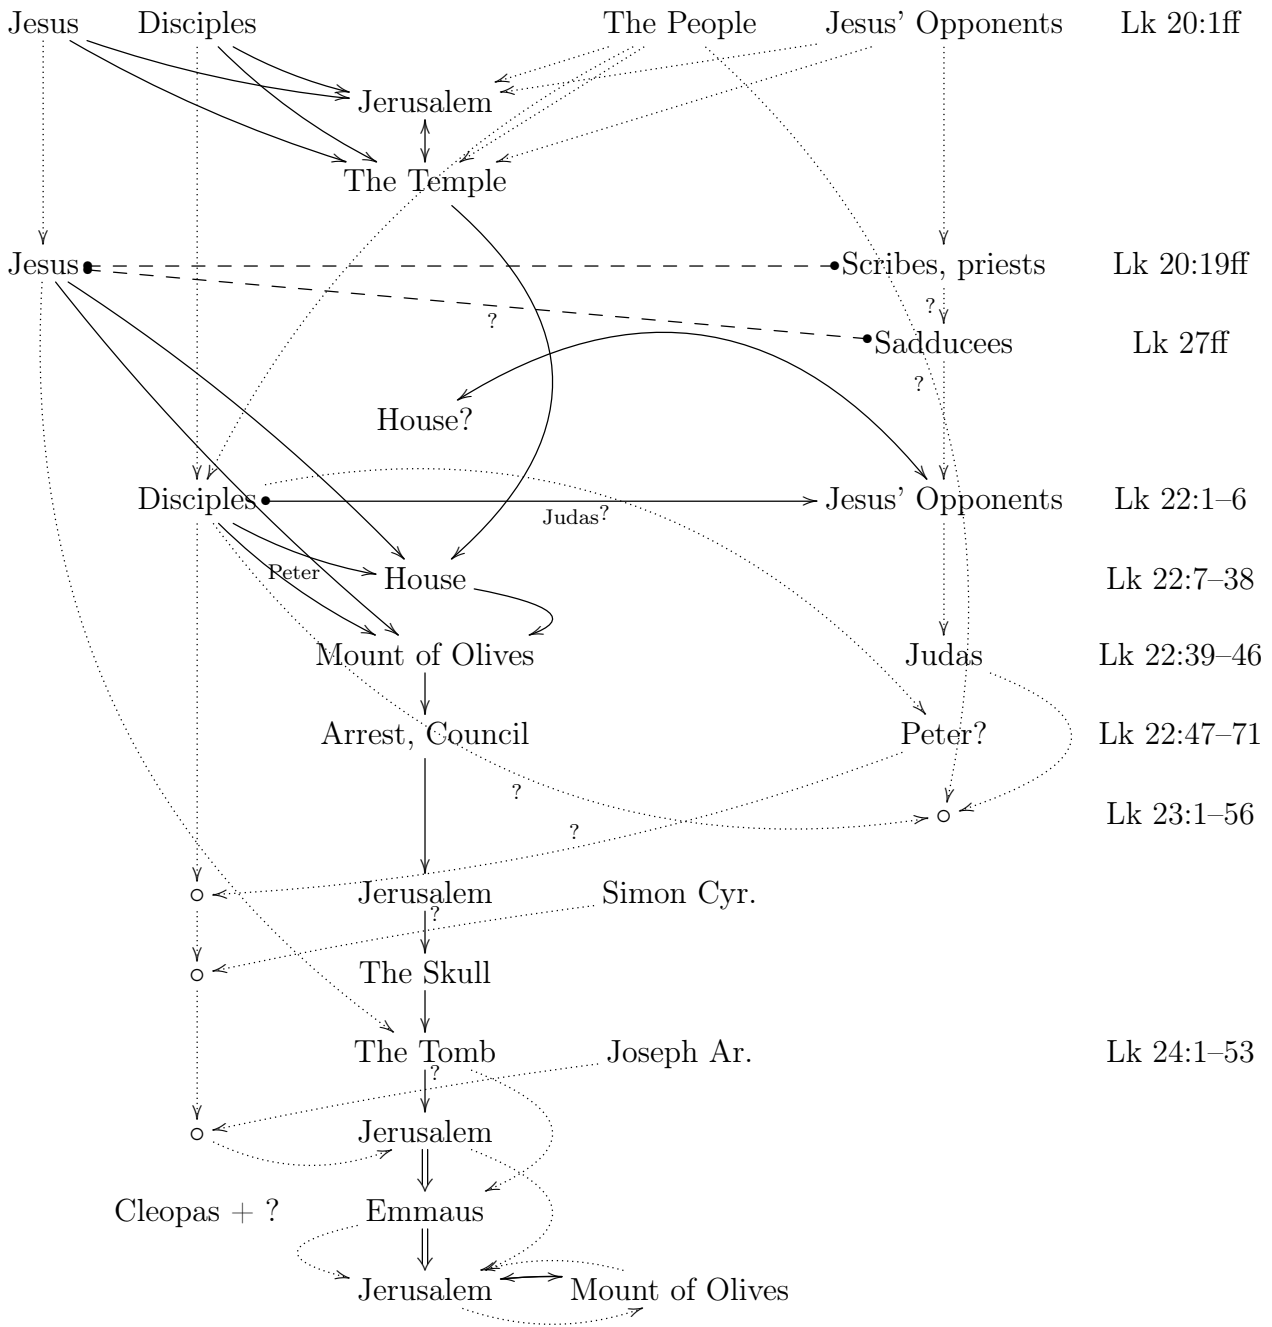 Jesus Disciples The People Jesus' Opponents Lk 20:1ff
Jerusalem
The Temple
Jesus Scribes, priests Lk 20:19ff
?
?
Sadducees Lk 27ff
?
House?
Disciples Jesus' Opponents Lk 22:1–6
Judas?
Peter House Lk 22:7–38
Mount of Olives Judas Lk 22:39–46
Arrest, Council Peter? Lk 22:47–71
?
Lk 23:1–56
?
Jerusalem Simon Cyr.
?
The Skull
The Tomb Joseph Ar. Lk 24:1–53
?
Jerusalem
Cleopas + ? Emmaus
Jerusalem Mount of Olives